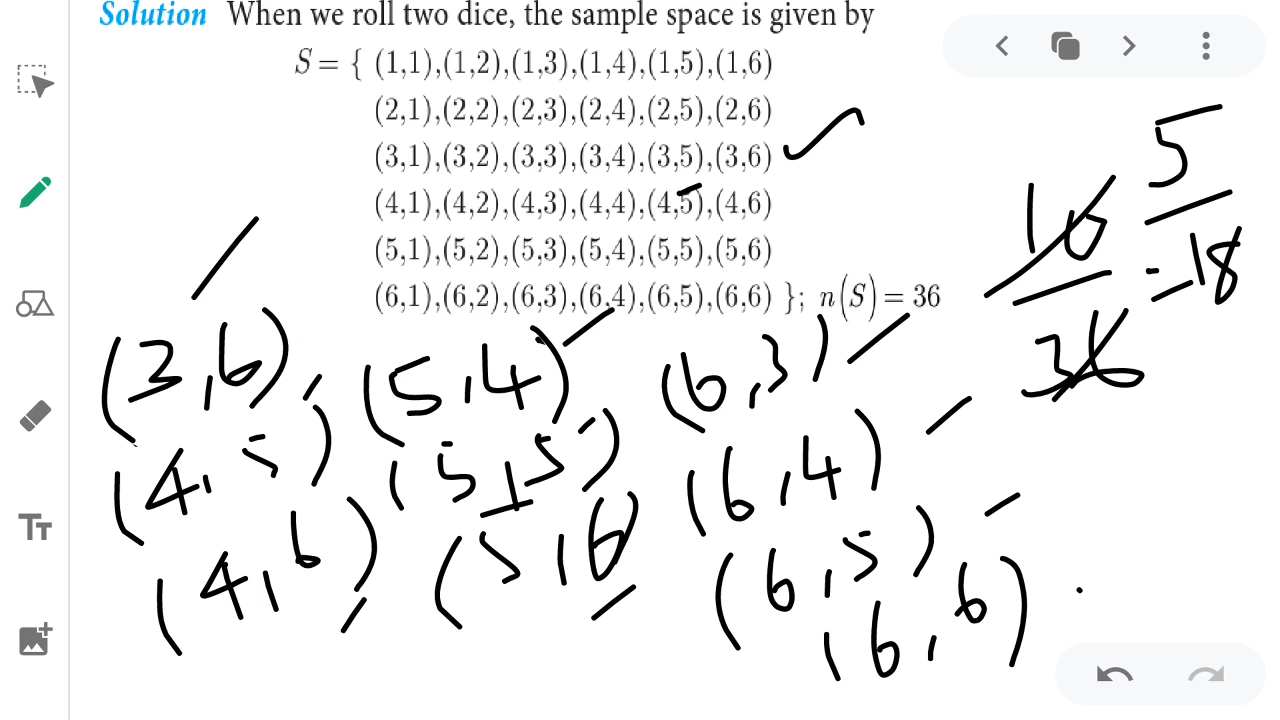 Solution When we roll two dice, the sample space is given by
S = { (1,1),(1,2),(1,3),(1,4),(1,5),(1,6)
(2,1),(2,2),(2,3),(2,4),(2,5),(2,6)
(3,1),(3,2),(3,3),(3,4),(3,5),(3,6)
(4,1),(4,2),(4,3),(4,4),(4,5),(4,6)
(5,1),(5,2),(5,3),(5,4),(5,5),(5,6)
(6,1),(6,2),(6,3),(6,4),(6,5),(6,6) }; n(S) = 36
10/36 = 5/18
(3,6), (5,4) (6,3)
(4,5) (5,5) (6,4)
(4,6), (5,6) (6,5)
(6,6)
TT